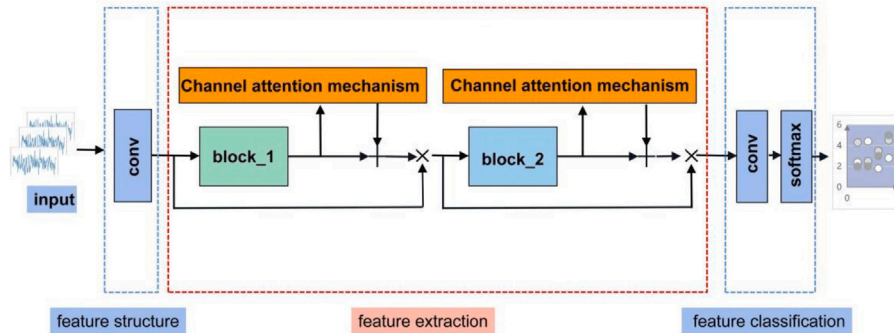 Channel attention mechanism
Channel attention mechanism
input
conv
block_1
block_2
conv
softmax
6
4
2
0
0
feature structure
feature extraction
feature classification